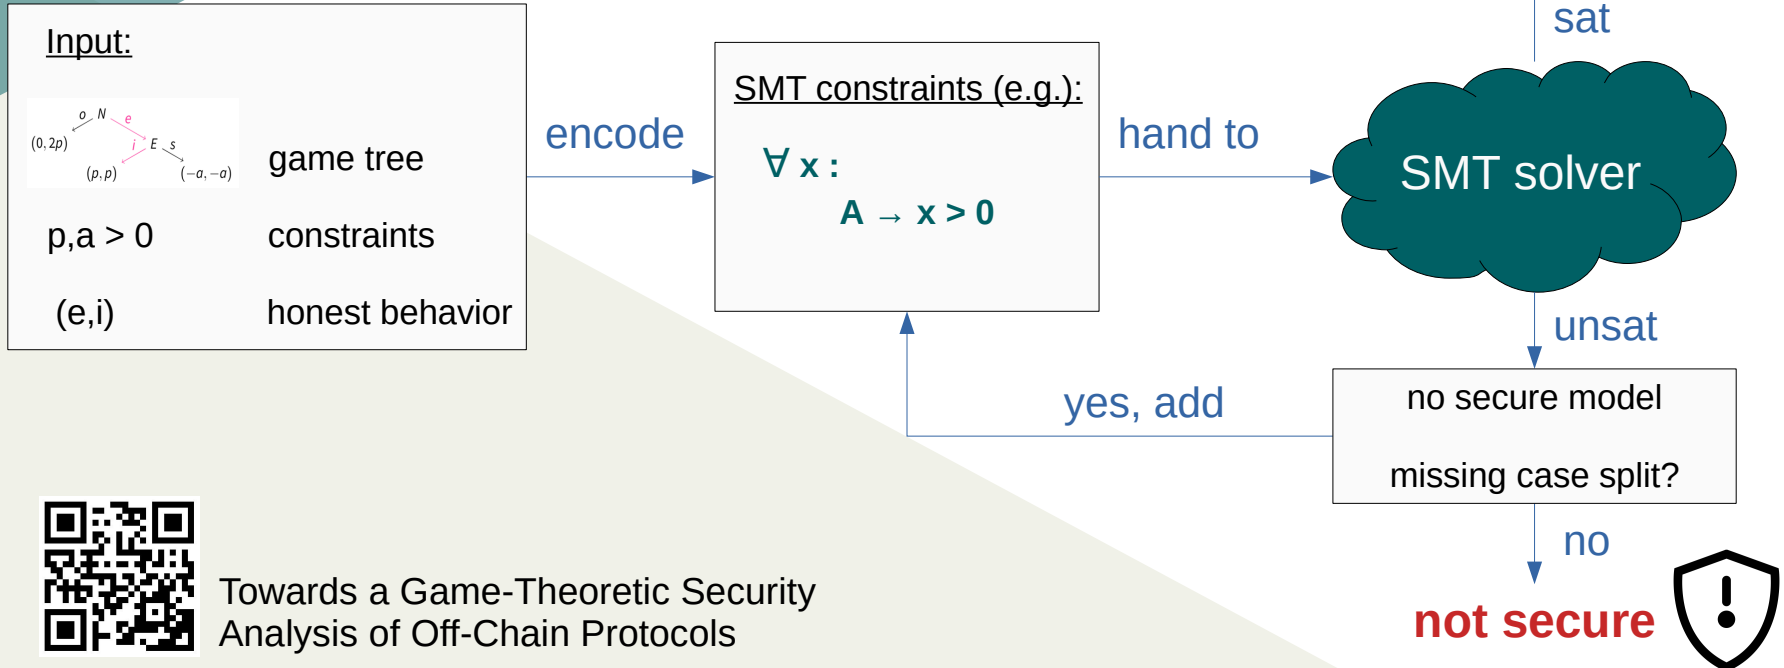 Input:
o N e
(0, 2p) i E s
(p, p) (−a, −a)
game tree
p,a > 0 constraints
(e,i) honest behavior
encode
SMT constraints (e.g.):
∀ x :
A → x > 0
hand to
sat
SMT solver
unsat
no secure model
missing case split?
yes, add
no
not secure
Towards a Game-Theoretic Security
Analysis of Off-Chain Protocols